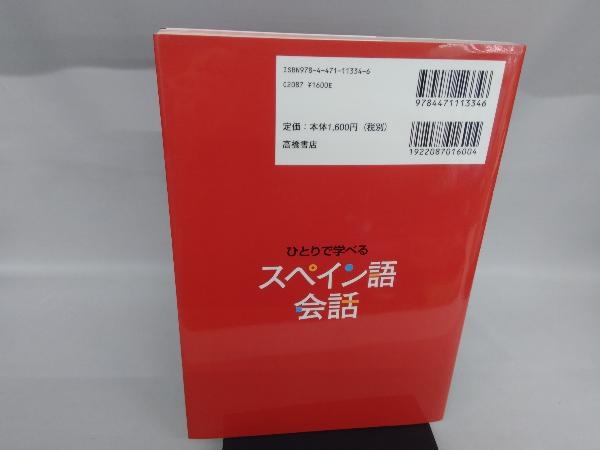 ISBN978-4-471-11334-6
C2087 ¥1600E
定価：本体1,600円（税別）
高橋書店
9784471113346
1922087016004
ひとりで学べる
スペイン語
会話